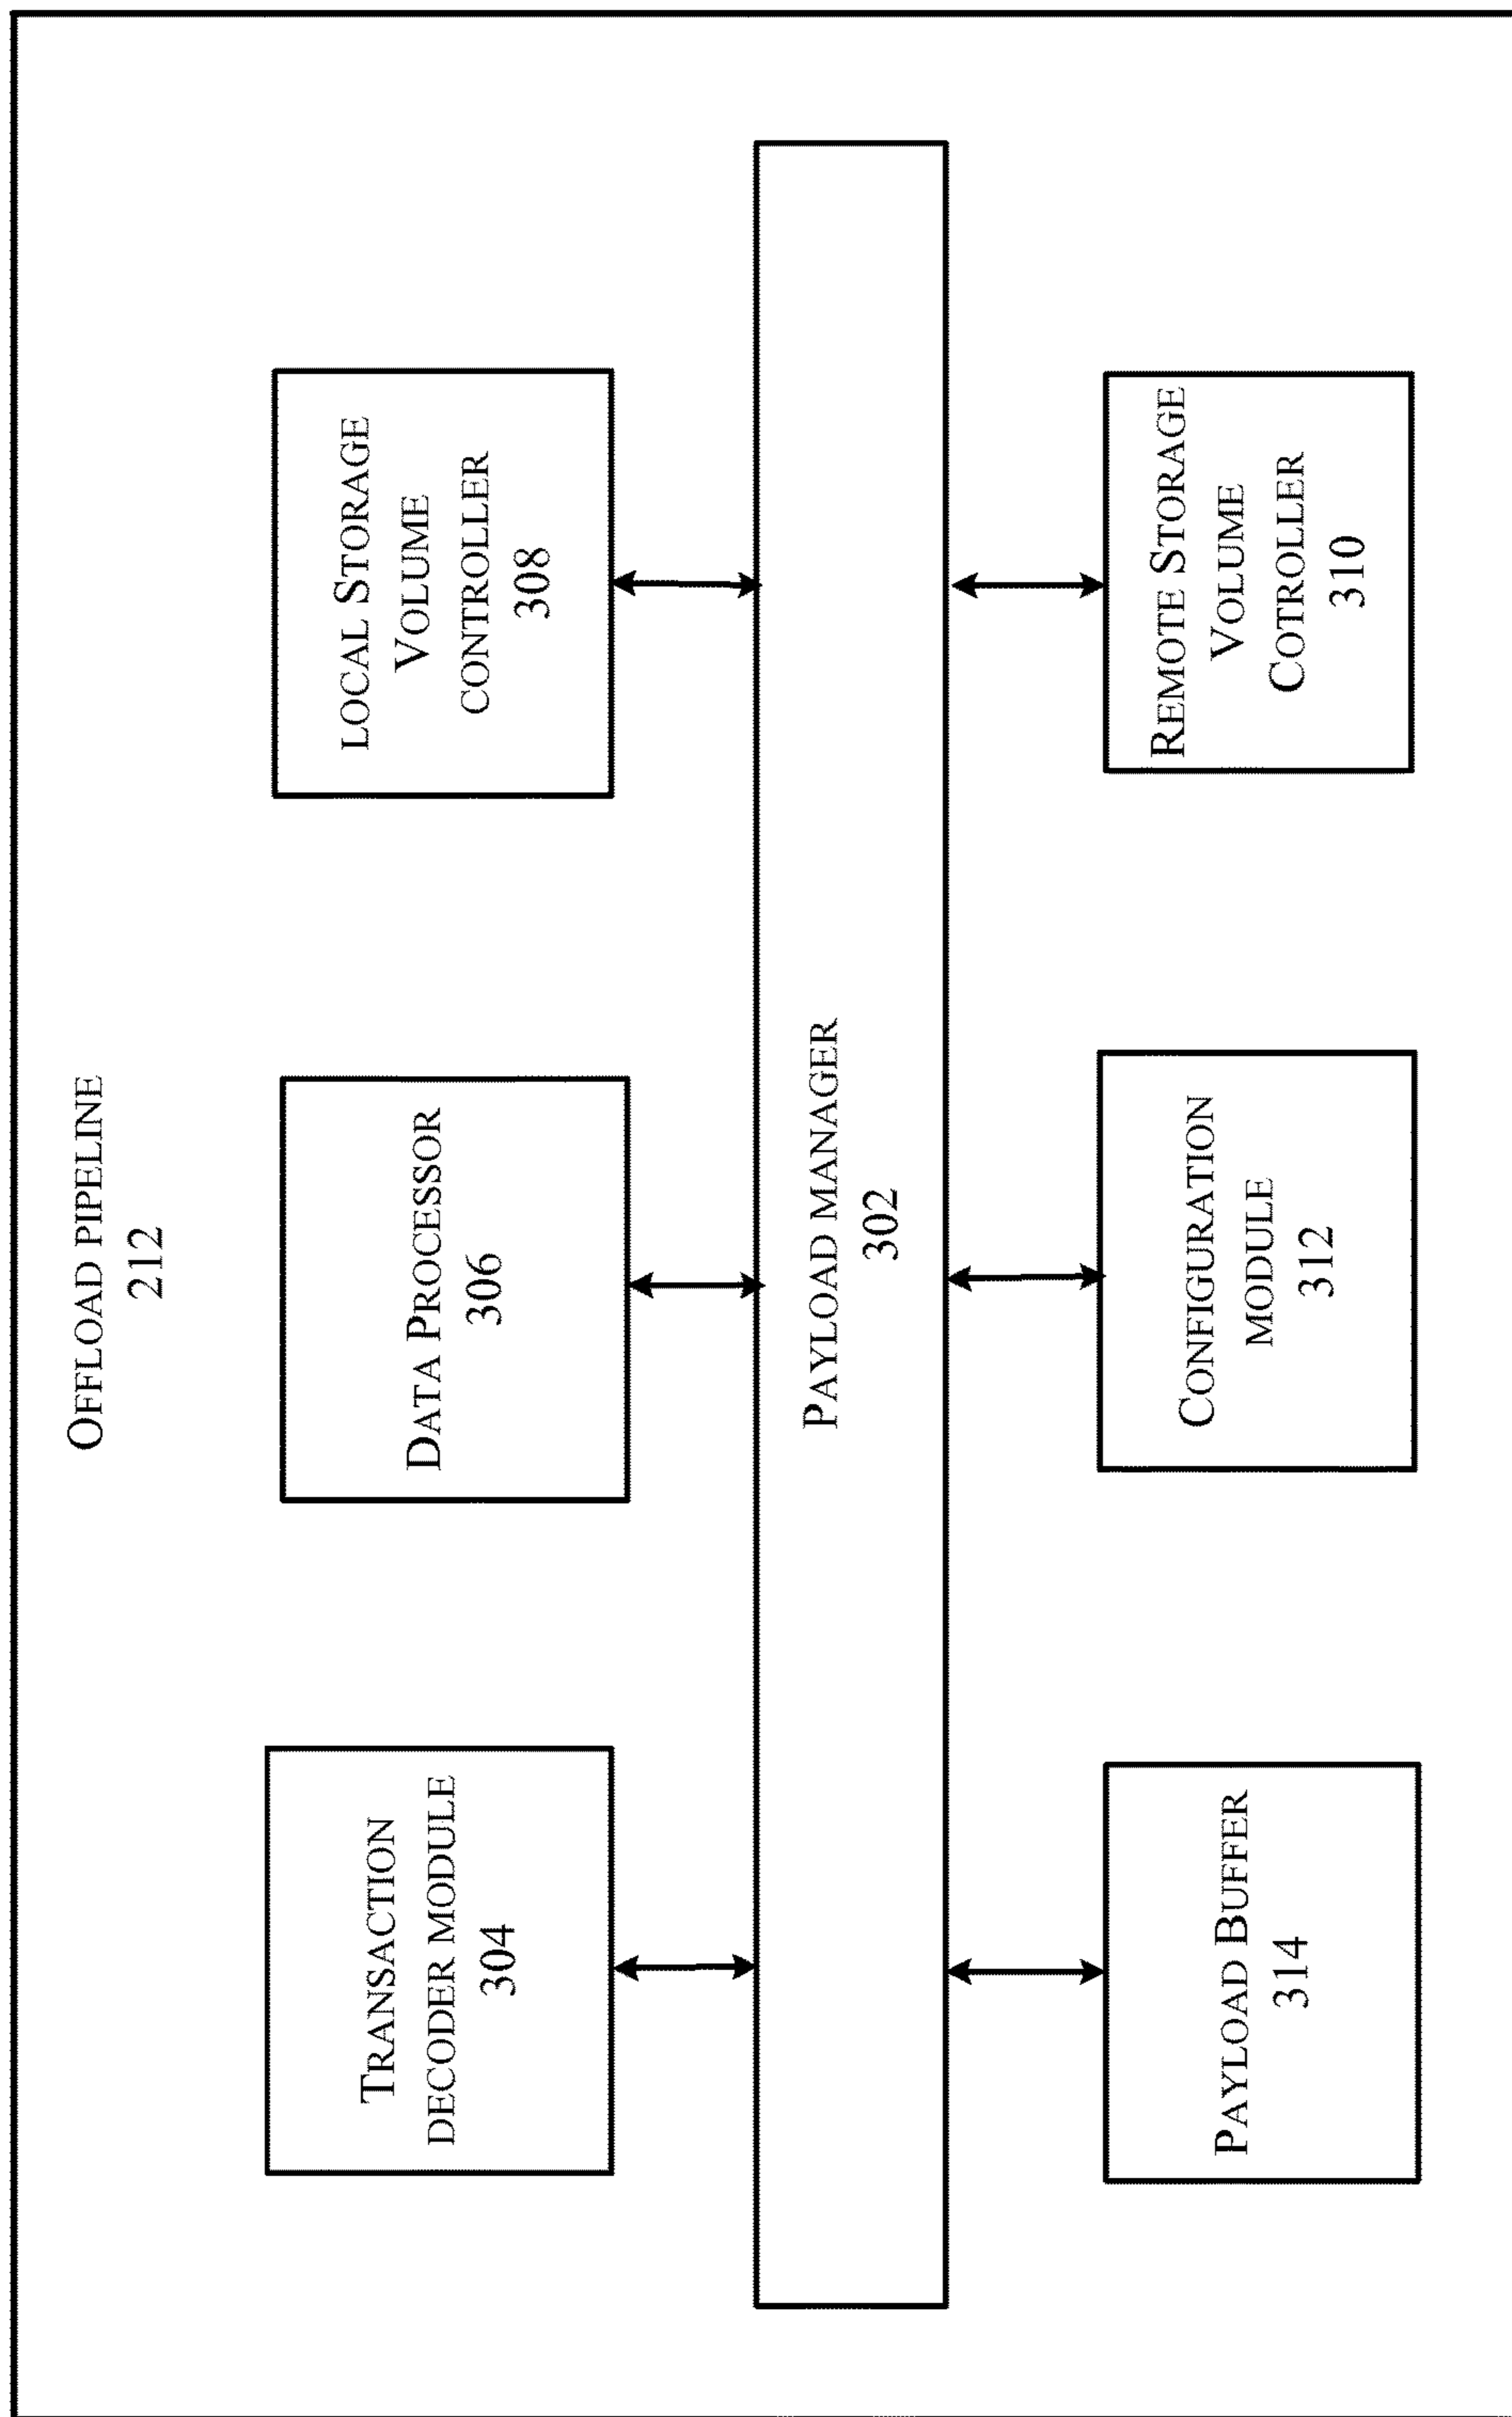 OFFLOAD PIPELINE
212
TRANSACTION
DECODER MODULE
304
DATA PROCESSOR
306
LOCAL STORAGE
VOLUME
CONTROLLER
308
PAYLOAD MANAGER
302
PAYLOAD BUFFER
314
CONFIGURATION
MODULE
312
REMOTE STORAGE
VOLUME
COTROLLER
310